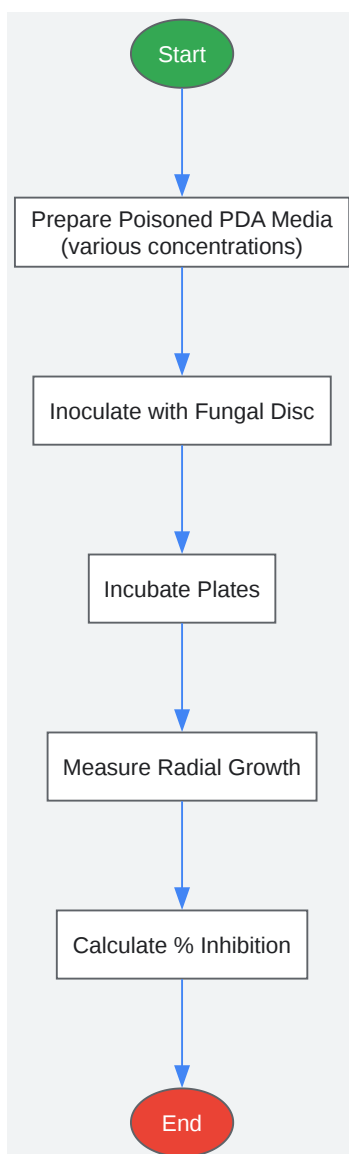 Start
Prepare Poisoned PDA Media
(various concentrations)
Inoculate with Fungal Disc
Incubate Plates
Measure Radial Growth
Calculate % Inhibition
End